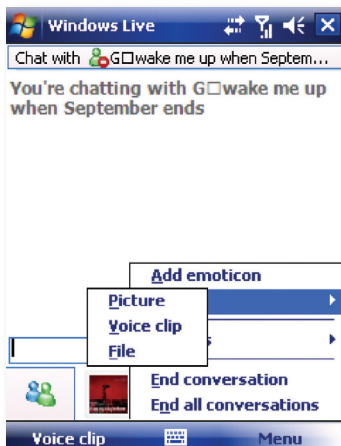 Windows Live
Chat with G□wake me up when Septem...
You're chatting with G□wake me up
when September ends
Add emoticon
Picture
Voice clip
File
End conversation
End all conversations
Voice clip
Menu